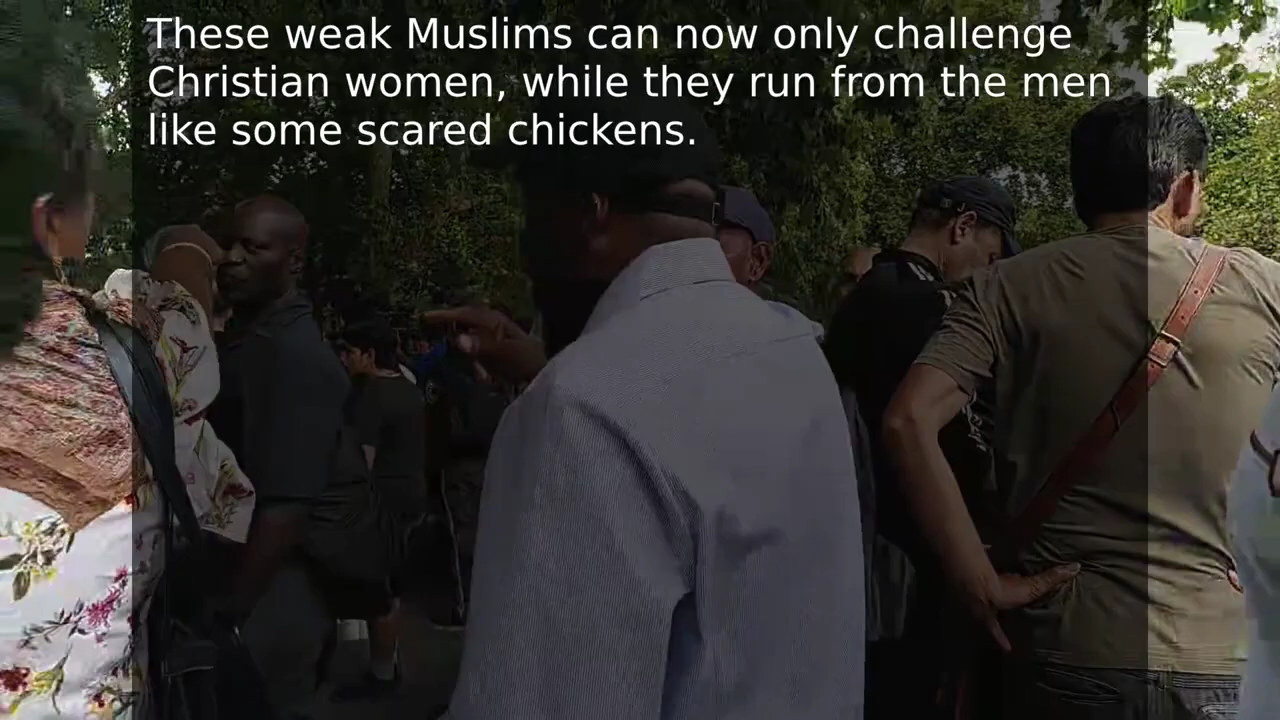 These weak Muslims can now only challenge
Christian women, while they run from the men
like some scared chickens.